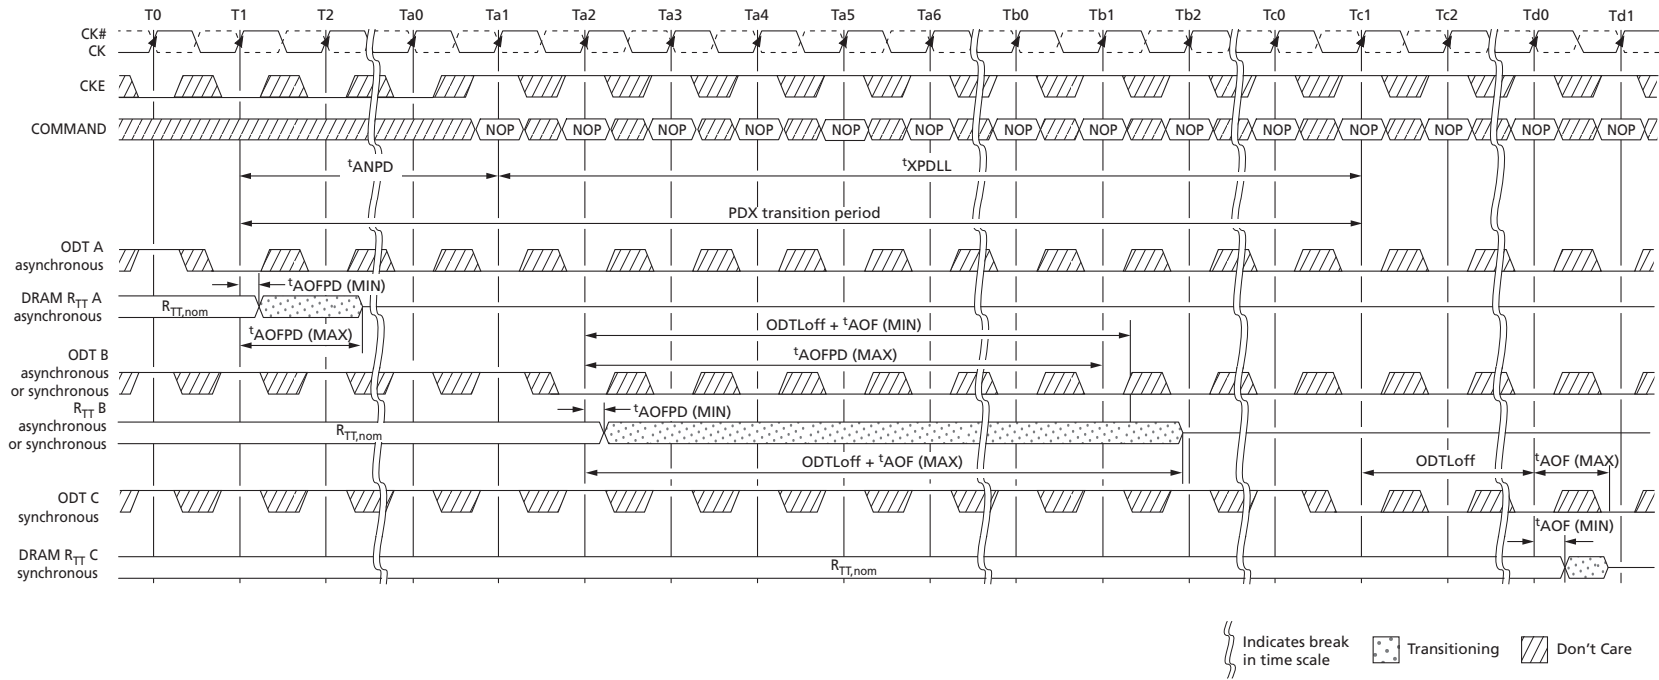 T0 T1 T2 Ta0 Ta1 Ta2 Ta3 Ta4 Ta5 Ta6 Tb0 Tb1 Tb2 Tc0 Tc1 Tc2 Td0 Td1
CK#
CK
CKE
COMMAND NOP NOP NOP NOP NOP NOP NOP NOP NOP NOP NOP NOP NOP NOP
tANPD tXPDLL
PDX transition period
ODT A
asynchronous
tAOFPD (MIN)
DRAM RTT A
asynchronous
RTT,nom
tAOFPD (MAX)
ODTLoff + tAOF (MIN)
tAOFPD (MAX)
ODT B
asynchronous
or synchronous
tAOFPD (MIN)
RTT B
asynchronous
or synchronous
RTT,nom
ODTLoff + tAOF (MAX)
ODTLoff tAOF (MAX)
ODT C
synchronous
tAOF (MIN)
DRAM RTT C
synchronous
RTT,nom
Indicates break
in time scale
Transitioning
Don't Care